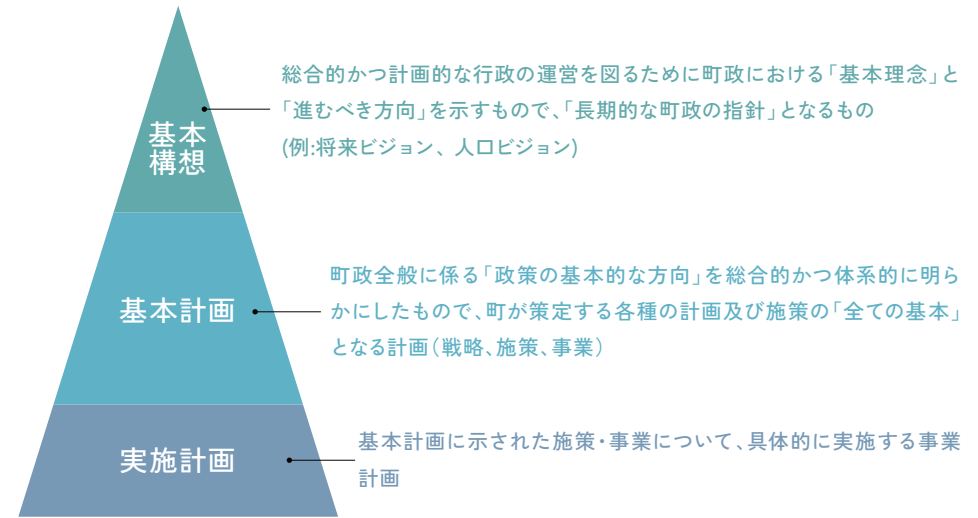 総合的かつ計画的な行政の運営を図るために町政における「基本理念」と
「進むべき方向」を示すもので、「長期的な町政の指針」となるもの
(例:将来ビジョン、人口ビジョン)
基本
構想
町政全般に係る「政策の基本的な方向」を総合的かつ体系的に明ら
かにしたもので、町が策定する各種の計画及び施策の「全ての基本」
となる計画（戦略、施策、事業）
基本計画
基本計画に示された施策・事業について、具体的に実施する事業
計画
実施計画